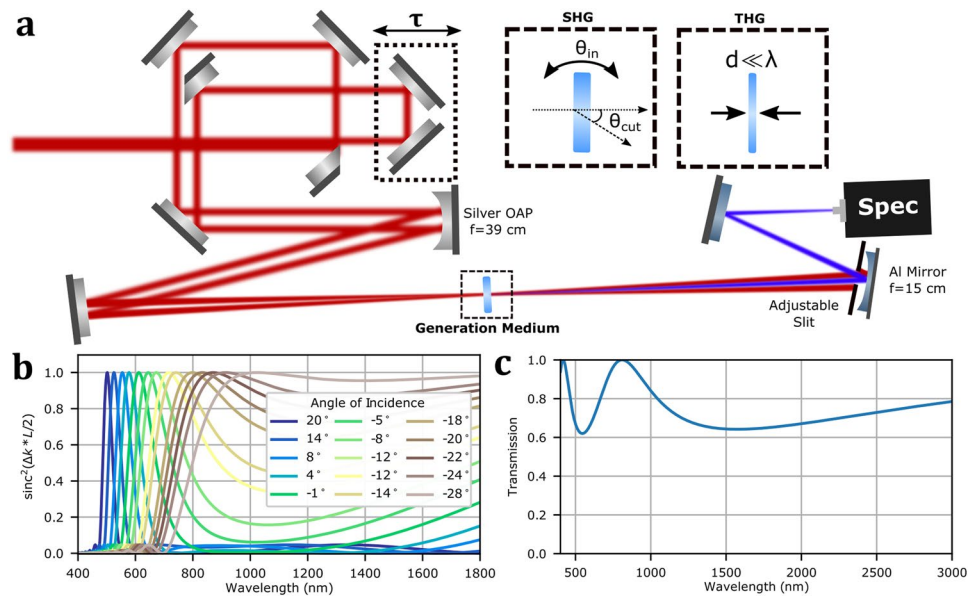 a
τ
SHG
θin
θcut
THG
d≪λ
Silver OAP
f=39 cm
Spec
Al Mirror
f=15 cm
Adjustable
Slit
Generation Medium
b
sinc²(Δk*L/2)
1.0
0.8
0.6
0.4
0.2
0.0
400 600 800 1000 1200 1400 1600 1800
Wavelength (nm)
Angle of Incidence
20° -5° -18°
14° -8° -20°
8° -12° -22°
4° -12° -24°
-1° -14° -28°
c
Transmission
1.0
0.8
0.6
0.4
0.2
0.0
500 1000 1500 2000 2500 3000
Wavelength (nm)